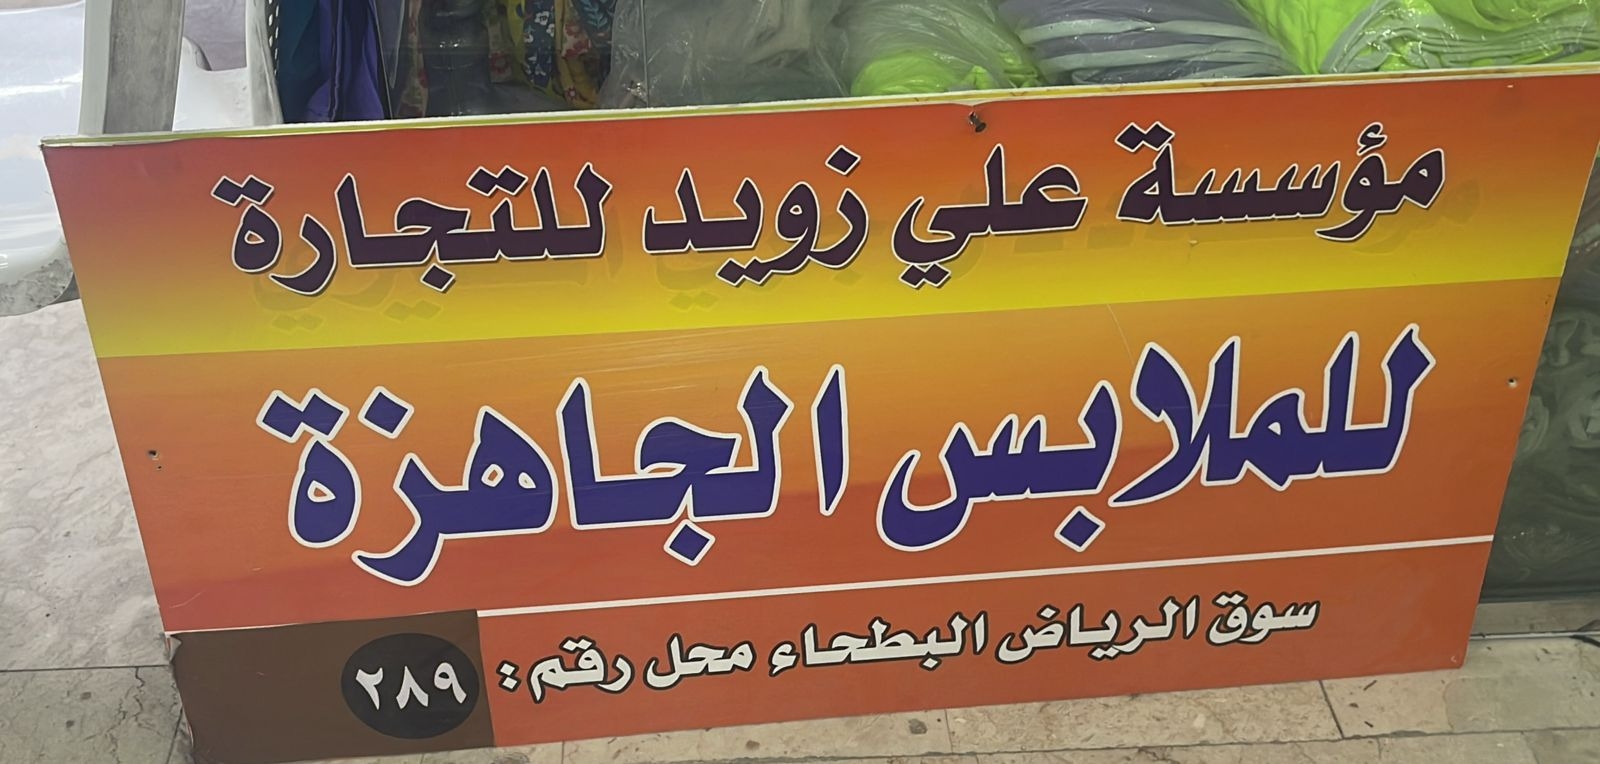 مؤسسة علي زويد للتجارة
للملابس الجاهزة
سوق الرياض البطحاء محل رقم : ٢٨٩